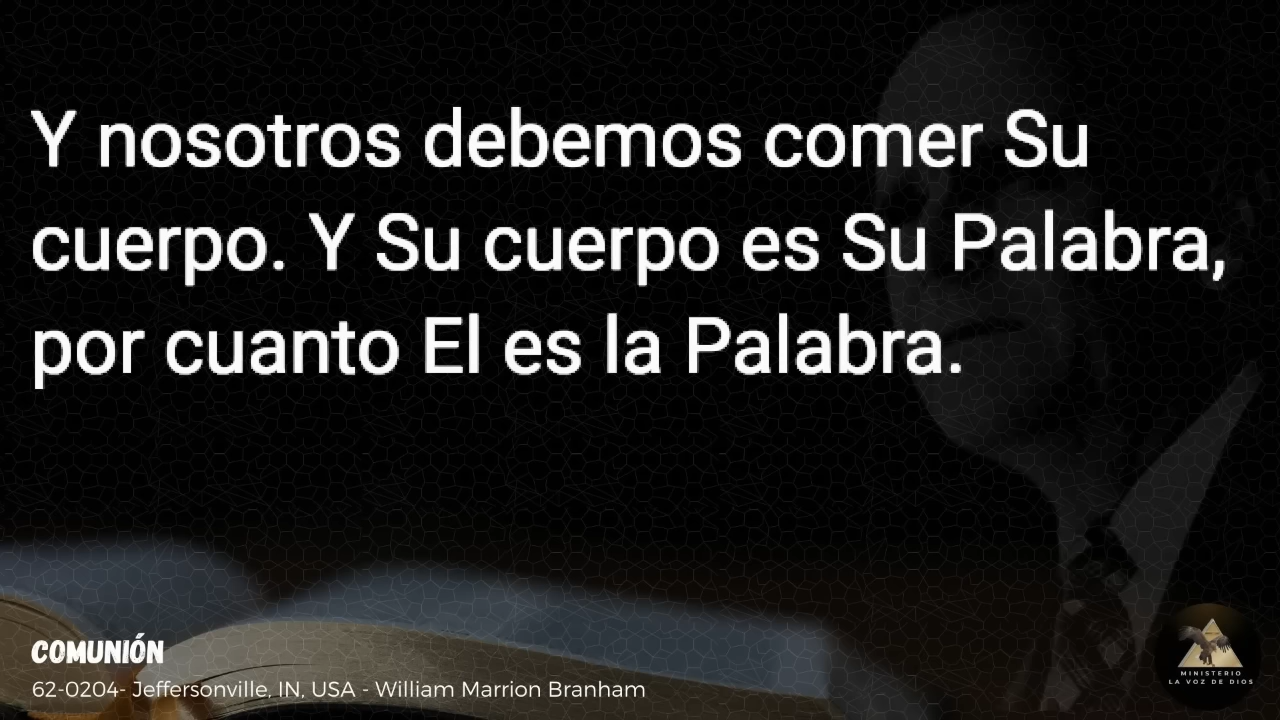 Y nosotros debemos comer Su
cuerpo. Y Su cuerpo es Su Palabra,
por cuanto El es la Palabra.
COMUNIÓN
62-0204- Jeffersonville, IN, USA - William Marrion Branham
MINISTERIO
LA VOZ DE DIOS